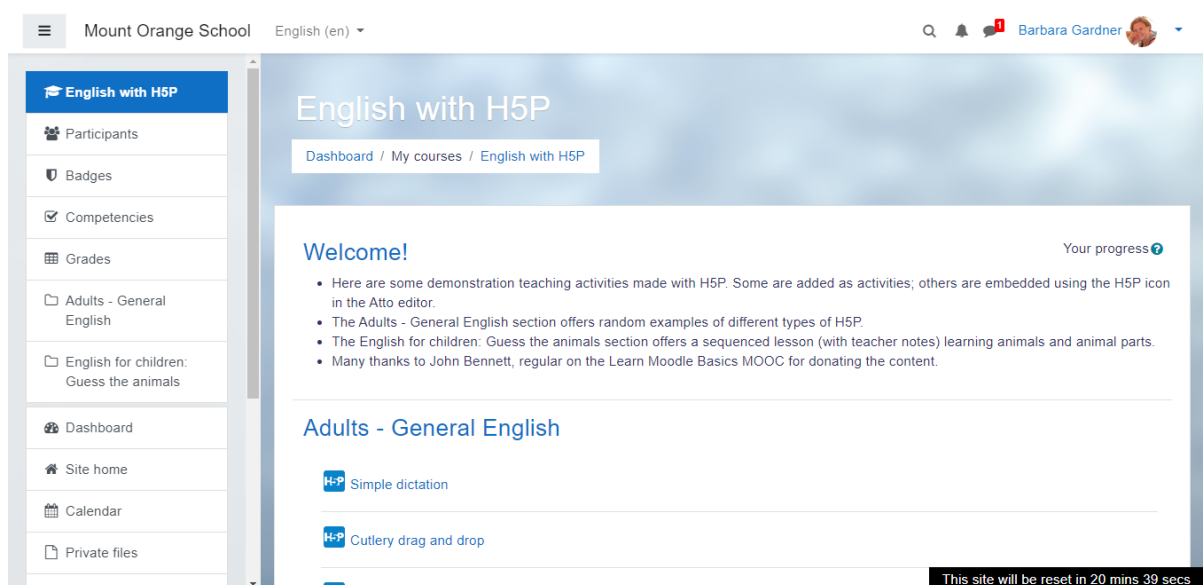 Mount Orange School English (en)
1
Barbara Gardner
English with H5P
Participants
Badges
Competencies
Grades
Adults - General
English
English for children:
Guess the animals
Dashboard
Site home
Calendar
Private files
English with H5P
Dashboard / My courses / English with H5P
Welcome!
Your progress
Here are some demonstration teaching activities made with H5P. Some are added as activities; others are embedded using the H5P icon
in the Atto editor.
The Adults - General English section offers random examples of different types of H5P.
The English for children: Guess the animals section offers a sequenced lesson (with teacher notes) learning animals and animal parts.
Many thanks to John Bennett, regular on the Learn Moodle Basics MOOC for donating the content.
Adults - General English
H5P Simple dictation
H5P Cutlery drag and drop
This site will be reset in 20 mins 39 secs